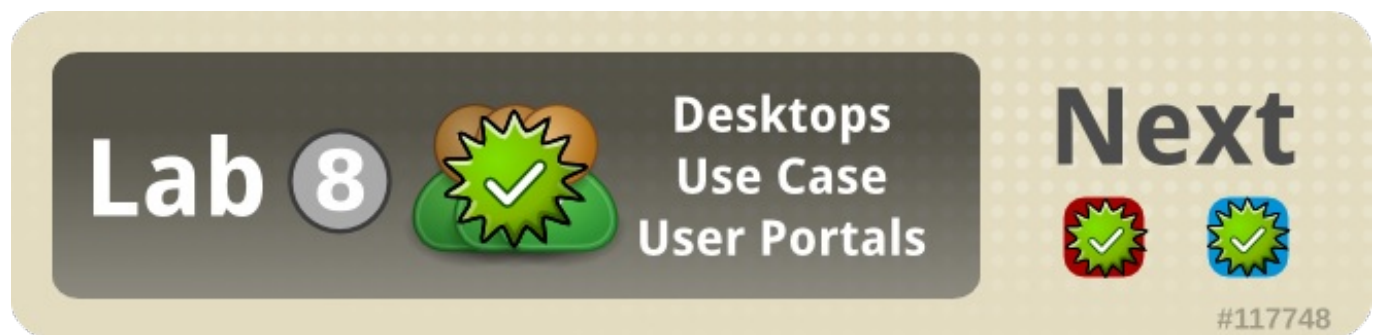 Lab 8
Desktops
Use Case
User Portals
Next
#117748